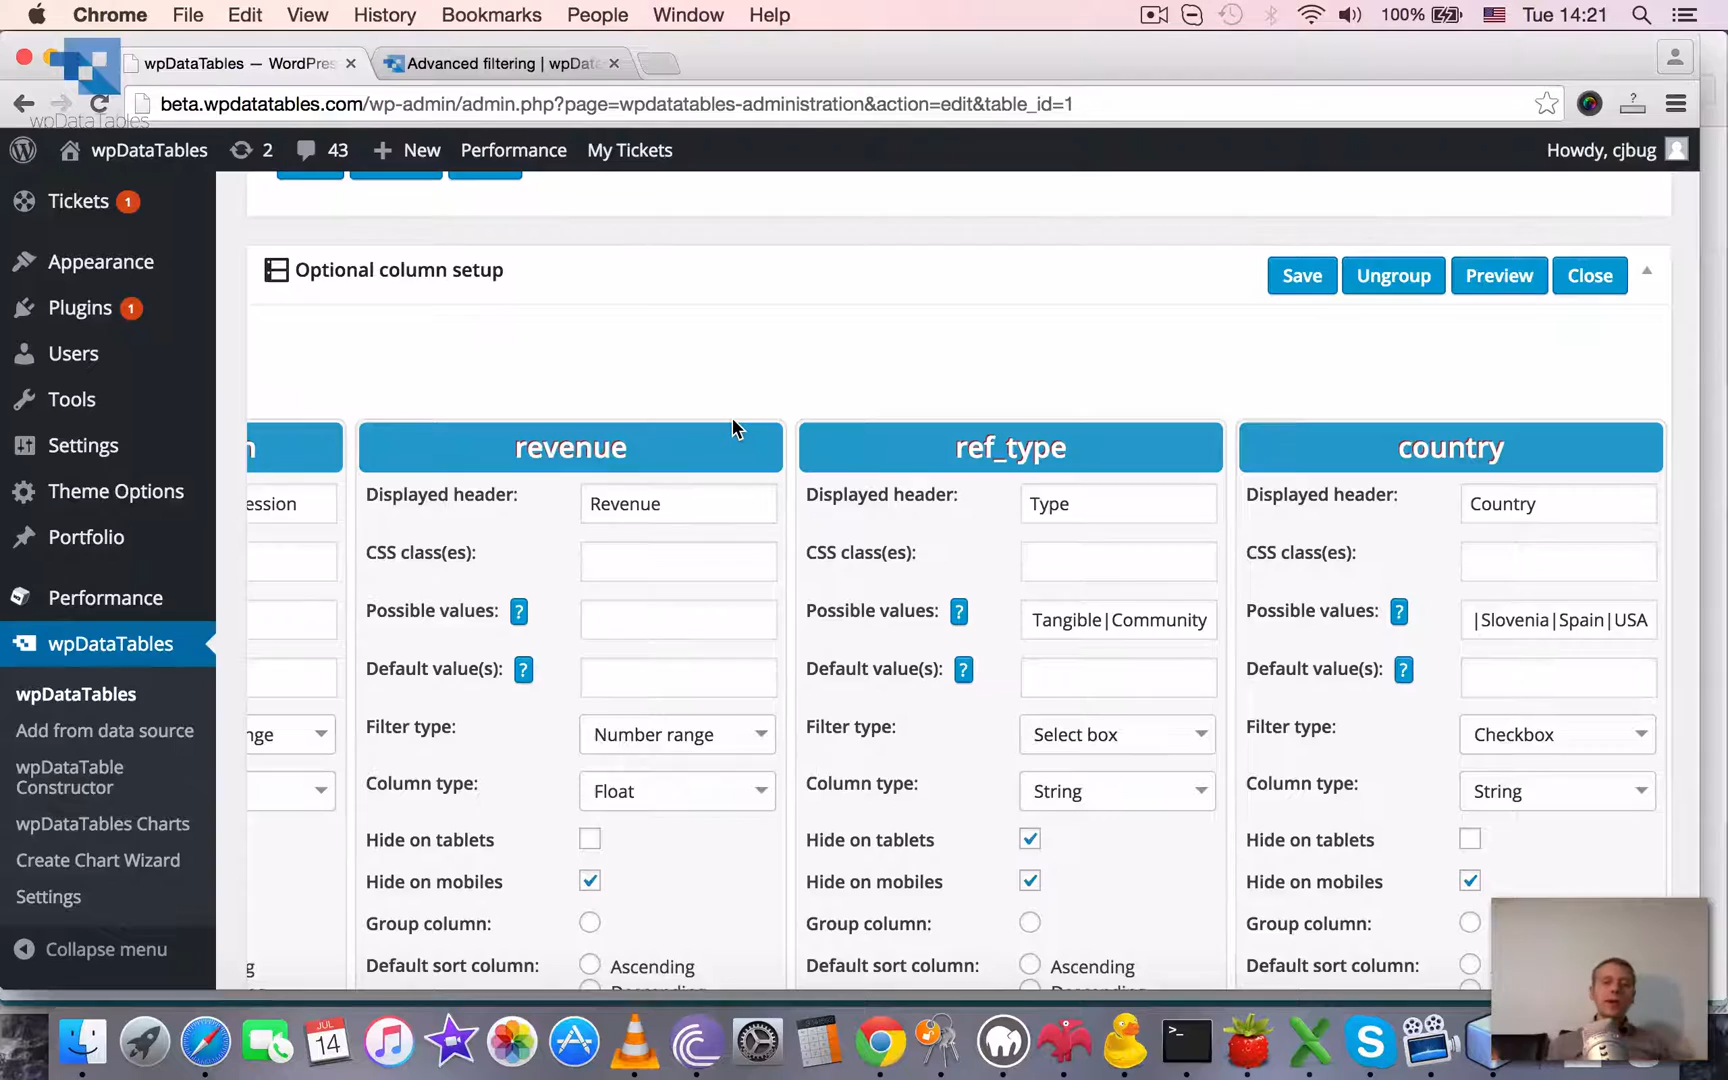 Chrome File Edit View History Bookmarks People Window Help 100% Tue 14:21
wpDataTables — WordPres Advanced filtering | wpDat
beta.wpdatatables.com/wp-admin/admin.php?page=wpdatatables-administration&action=edit&table_id=1
wpDataTables
wpDataTables 2 43 New Performance My Tickets Howdy, cjbug
Tickets 1
Appearance
Plugins 1
Users
Tools
Settings
Theme Options
Portfolio
Performance
wpDataTables
wpDataTables
Add from data source
wpDataTable
Constructor
wpDataTables Charts
Create Chart Wizard
Settings
Collapse menu
Optional column setup Save Ungroup Preview Close
revenue ref_type country
ession Displayed header: Revenue Displayed header: Type Displayed header: Country
CSS class(es): CSS class(es): CSS class(es):
Possible values: ? Possible values: ? Tangible|Community Possible values: ? |Slovenia|Spain|USA
Default value(s): ? Default value(s): ? Default value(s): ?
nge Filter type: Number range Filter type: Select box Filter type: Checkbox
Column type: Float Column type: String Column type: String
Hide on tablets Hide on tablets Hide on tablets
Hide on mobiles Hide on mobiles Hide on mobiles
Group column: Group column: Group column:
g Default sort column: Ascending Default sort column: Ascending Default sort column:
JUL
14